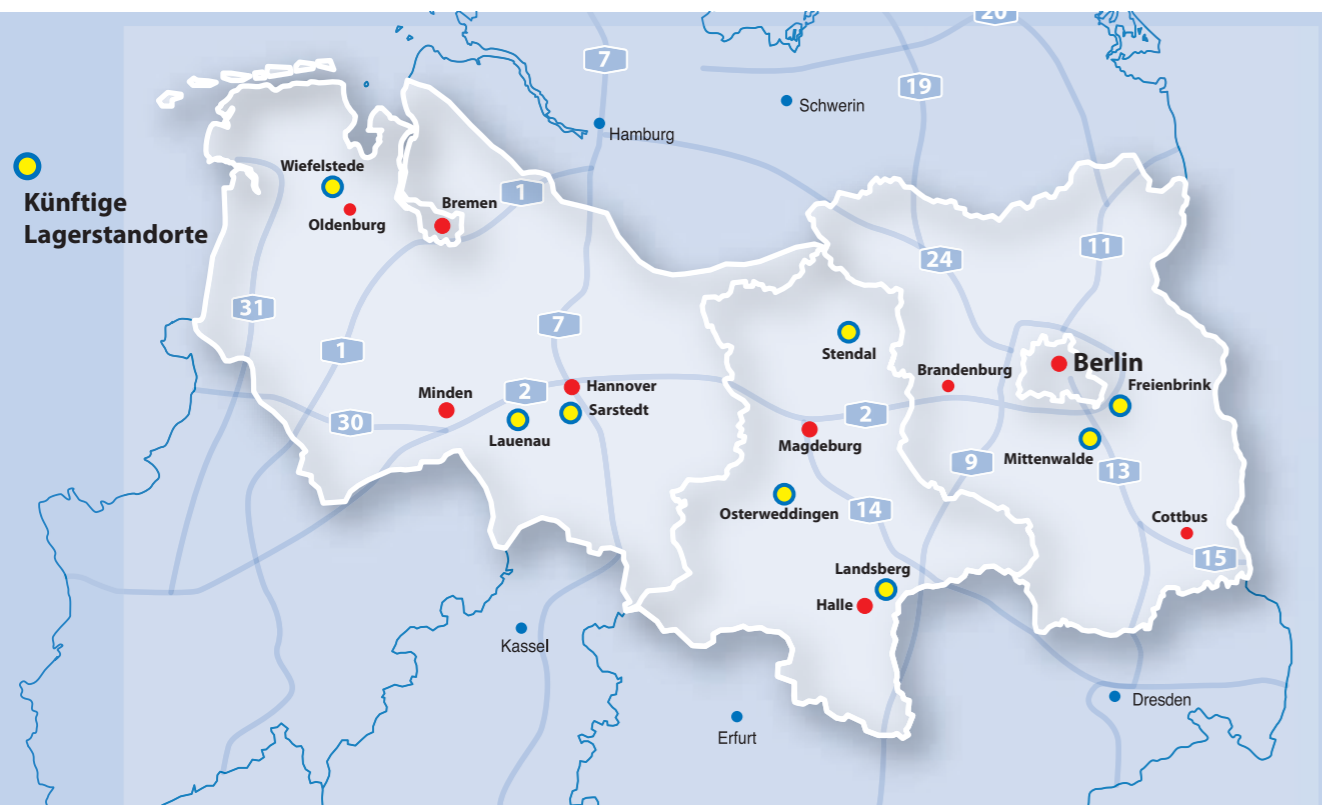 20
7
19
Schwerin
Hamburg
Künftige
Lagerstandorte
Wiefelstede
Oldenburg
Bremen
1
11
24
31
7
1
Stendal
Brandenburg
Berlin
Freienbrink
Minden
2
Hannover
Sarstedt
Lauenau
30
2
Magdeburg
Mittenwalde
9
13
Osterweddingen
14
Cottbus
15
Landsberg
Halle
Kassel
Dresden
Erfurt